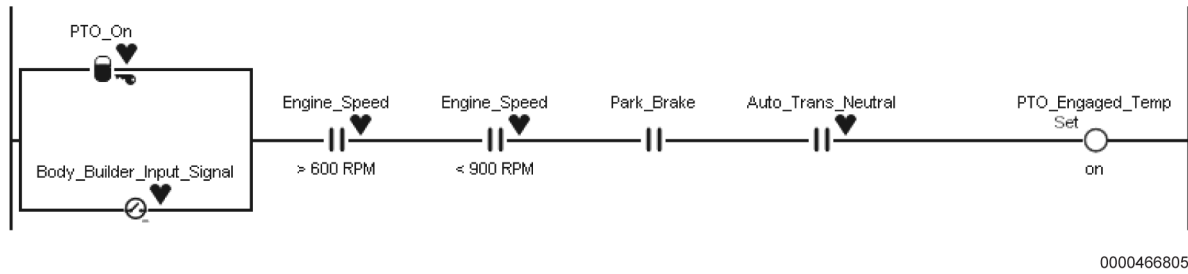 PTO_On
Engine_Speed
Engine_Speed
Park_Brake
Auto_Trans_Neutral
PTO_Engaged_Temp
Set
Body_Builder_Input_Signal
> 600 RPM
< 900 RPM
on
0000466805